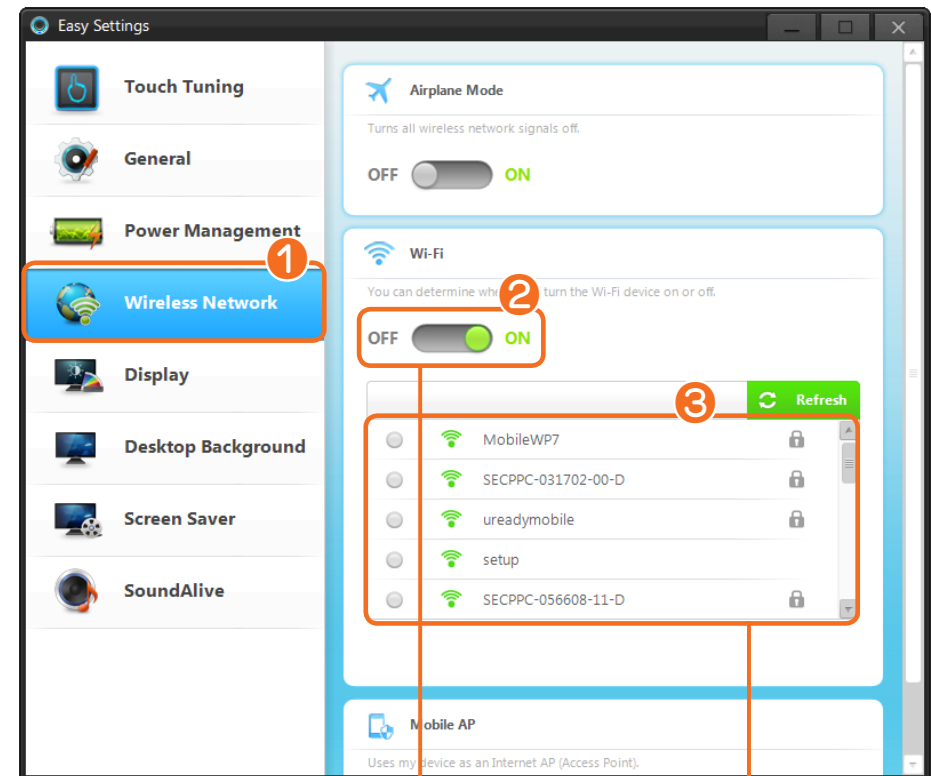 Easy Settings
Touch Tuning
General
Power Management
1
Wireless Network
Display
Desktop Background
Screen Saver
SoundAlive
Airplane Mode
Turns all wireless network signals off.
OFF ON
Wi-Fi
You can determine turn the Wi-Fi device on or off.
2
OFF ON
3
Refresh
MobileWP7
SECPPC-031702-00-D
ureadymobile
setup
SECPPC-056608-11-D
Mobile AP
Uses my device as an Internet AP (Access Point).